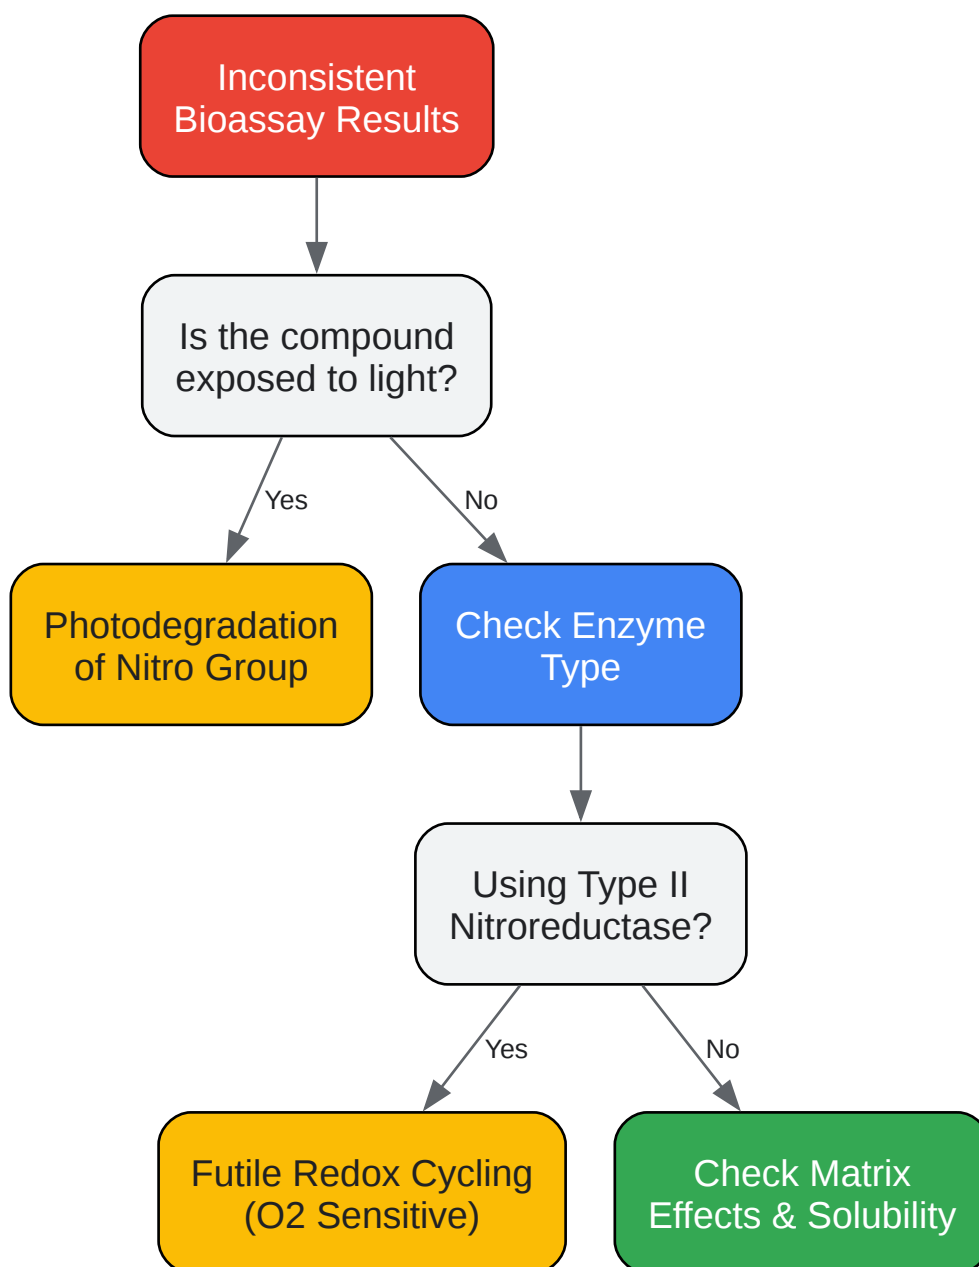 Inconsistent
Bioassay Results
Is the compound
exposed to light?
Yes
No
Photodegradation
of Nitro Group
Check Enzyme
Type
Using Type II
Nitroreductase?
Yes
No
Futile Redox Cycling
(O2 Sensitive)
Check Matrix
Effects & Solubility